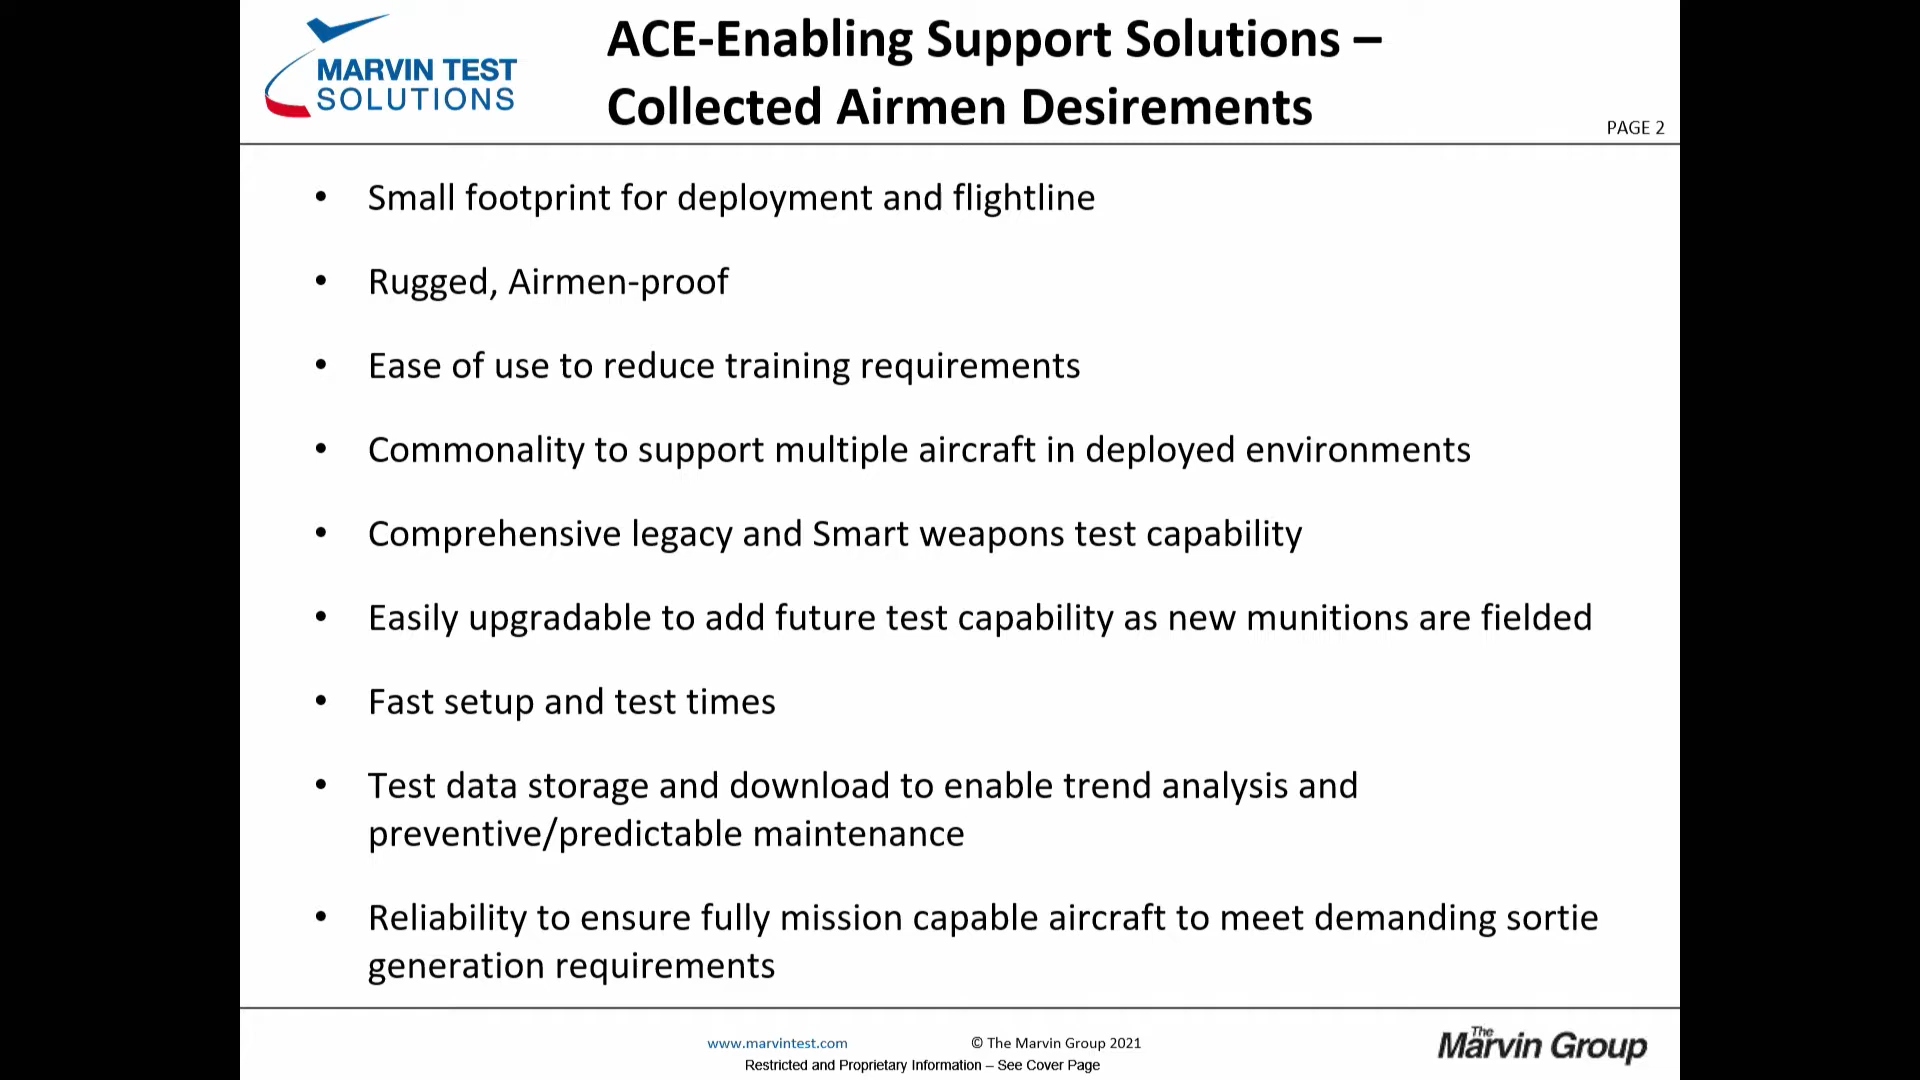 MARVIN TEST
SOLUTIONS
ACE-Enabling Support Solutions –
Collected Airmen Desirements
PAGE 2
• Small footprint for deployment and flightline
• Rugged, Airmen-proof
• Ease of use to reduce training requirements
• Commonality to support multiple aircraft in deployed environments
• Comprehensive legacy and Smart weapons test capability
• Easily upgradable to add future test capability as new munitions are fielded
• Fast setup and test times
• Test data storage and download to enable trend analysis and
preventive/predictable maintenance
• Reliability to ensure fully mission capable aircraft to meet demanding sortie
generation requirements
www.marvintest.com © The Marvin Group 2021
Restricted and Proprietary Information – See Cover Page
The
Marvin Group